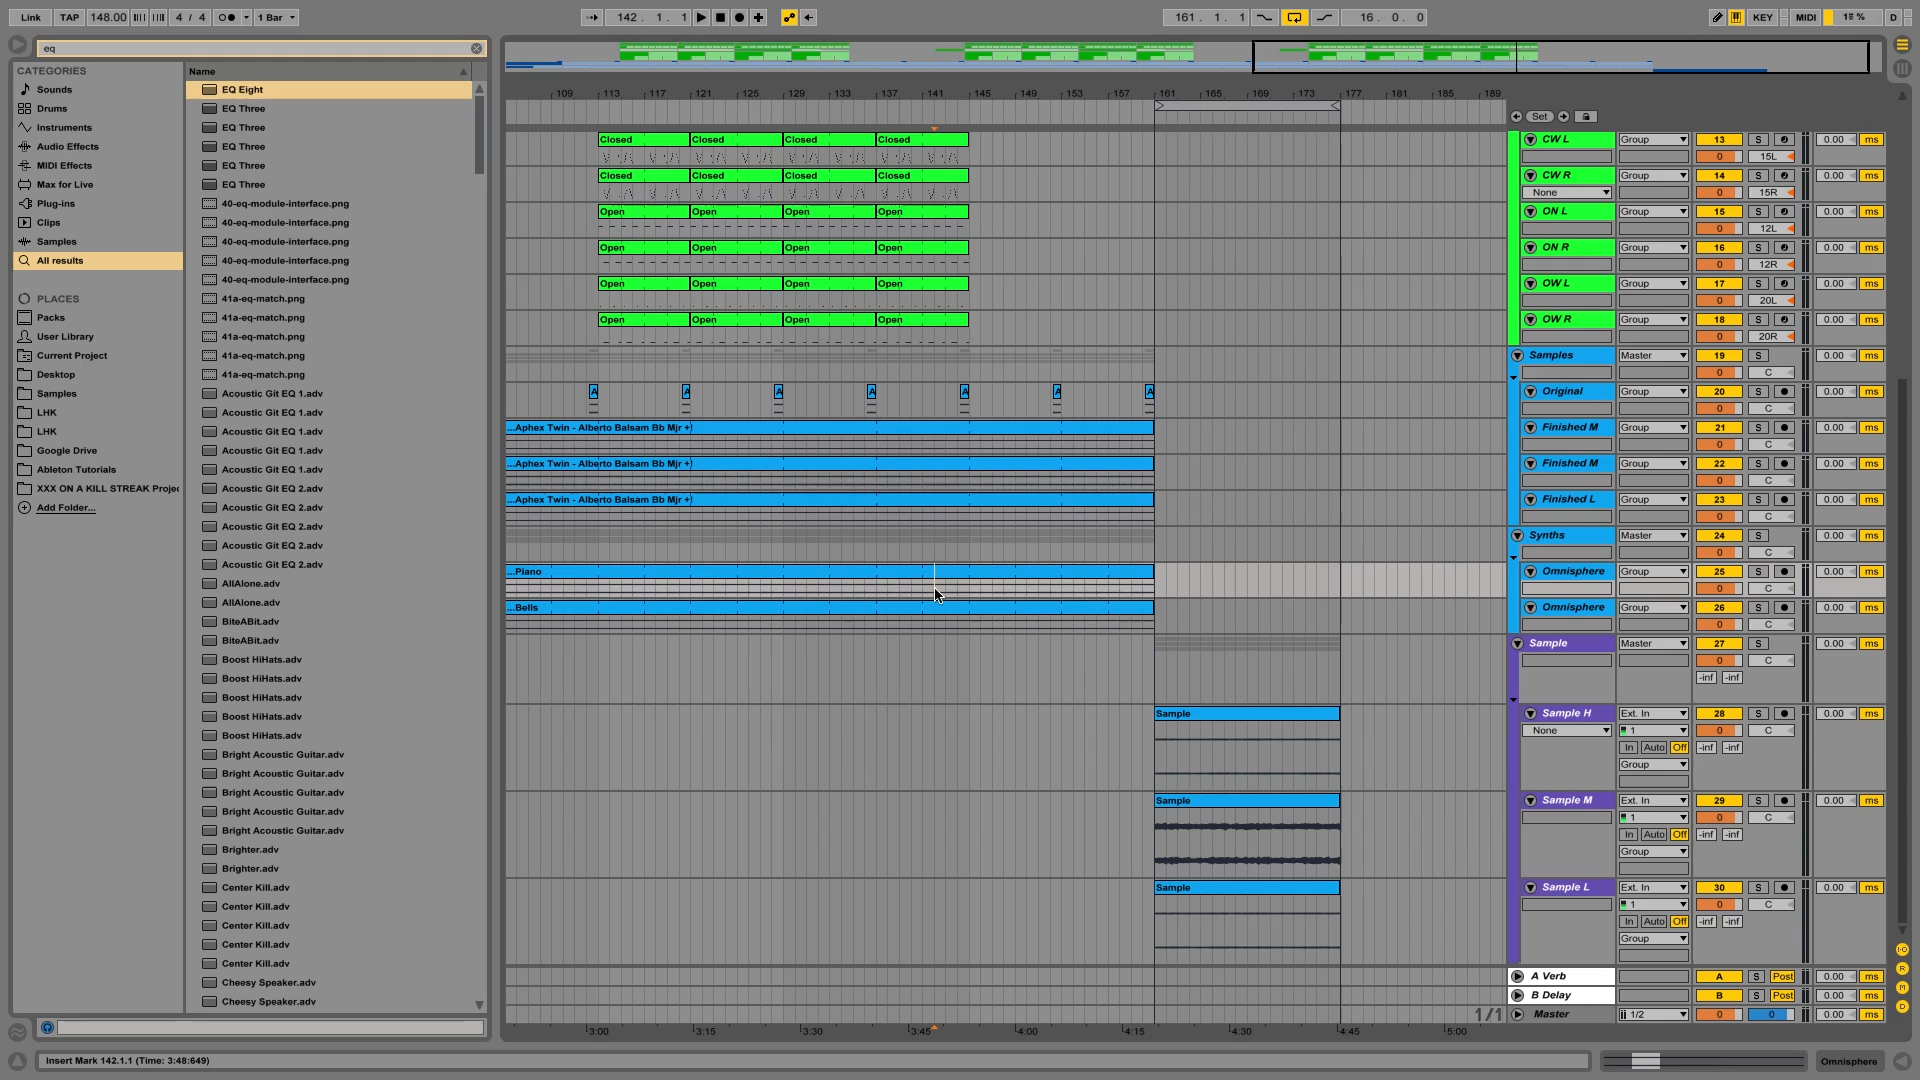 Link TAP 148.00 4 / 4 1 Bar 142. 1. 1 161. 1. 1 16. 0. 0 KEY MIDI D
eq
CATEGORIES
Sounds
Drums
Instruments
Audio Effects
MIDI Effects
Max for Live
Plug-ins
Clips
Samples
All results
PLACES
Packs
User Library
Current Project
Desktop
Samples
LHK
LHK
Google Drive
Ableton Tutorials
XXX ON A KILL STREAK Projec
Add Folder...
Name
EQ Eight
EQ Three
EQ Three
EQ Three
EQ Three
EQ Three
40-eq-module-interface.png
40-eq-module-interface.png
40-eq-module-interface.png
40-eq-module-interface.png
40-eq-module-interface.png
41a-eq-match.png
41a-eq-match.png
41a-eq-match.png
41a-eq-match.png
41a-eq-match.png
Acoustic Git EQ 1.adv
Acoustic Git EQ 1.adv
Acoustic Git EQ 1.adv
Acoustic Git EQ 1.adv
Acoustic Git EQ 1.adv
Acoustic Git EQ 2.adv
Acoustic Git EQ 2.adv
Acoustic Git EQ 2.adv
Acoustic Git EQ 2.adv
Acoustic Git EQ 2.adv
AllAlone.adv
AllAlone.adv
BiteABit.adv
BiteABit.adv
Boost HiHats.adv
Boost HiHats.adv
Boost HiHats.adv
Boost HiHats.adv
Boost HiHats.adv
Bright Acoustic Guitar.adv
Bright Acoustic Guitar.adv
Bright Acoustic Guitar.adv
Bright Acoustic Guitar.adv
Bright Acoustic Guitar.adv
Brighter.adv
Brighter.adv
Center Kill.adv
Center Kill.adv
Center Kill.adv
Center Kill.adv
Center Kill.adv
Cheesy Speaker.adv
Cheesy Speaker.adv
109 113 117 121 125 129 133 137 141 145 149 153 157 161 165 169 173 177 181 185 189
Set
Closed Closed Closed Closed
Closed Closed Closed Closed
Open Open Open Open
Open Open Open Open
Open Open Open Open
Open Open Open Open
A A A A A A A
...Aphex Twin - Alberto Balsam Bb Mjr +
...Aphex Twin - Alberto Balsam Bb Mjr +
...Aphex Twin - Alberto Balsam Bb Mjr +
...Piano
...Bells
Sample
Sample
Sample
CW L Group 13 S 0.00 ms
0 15L
CW R Group 14 S 0.00 ms
None 0 15R
ON L Group 15 S 0.00 ms
0 12L
ON R Group 16 S 0.00 ms
0 12R
OW L Group 17 S 0.00 ms
0 20L
OW R Group 18 S 0.00 ms
0 20R
Samples Master 19 S 0.00 ms
0 C
Original Group 20 S 0.00 ms
0 C
Finished M Group 21 S 0.00 ms
0 C
Finished M Group 22 S 0.00 ms
0 C
Finished L Group 23 S 0.00 ms
0 C
Synths Master 24 S 0.00 ms
0 C
Omnisphere Group 25 S 0.00 ms
0 C
Omnisphere Group 26 S 0.00 ms
0 C
Sample Master 27 S 0.00 ms
0 C
-inf -inf
Sample H Ext. In 28 S 0.00 ms
None 1 0 C
In Auto Off -inf -inf
Group
Sample M Ext. In 29 S 0.00 ms
1 0 C
In Auto Off -inf -inf
Group
Sample L Ext. In 30 S 0.00 ms
1 0 C
In Auto Off -inf -inf
Group
A Verb A S Post 0.00 ms
B Delay B S Post 0.00 ms
1/1 Master 1/2 0 0 0.00 ms
3:00 3:15 3:30 3:45 4:00 4:15 4:30 4:45 5:00
I·O
R
M
D
Insert Mark 142.1.1 (Time: 3:48:649)
Omnisphere